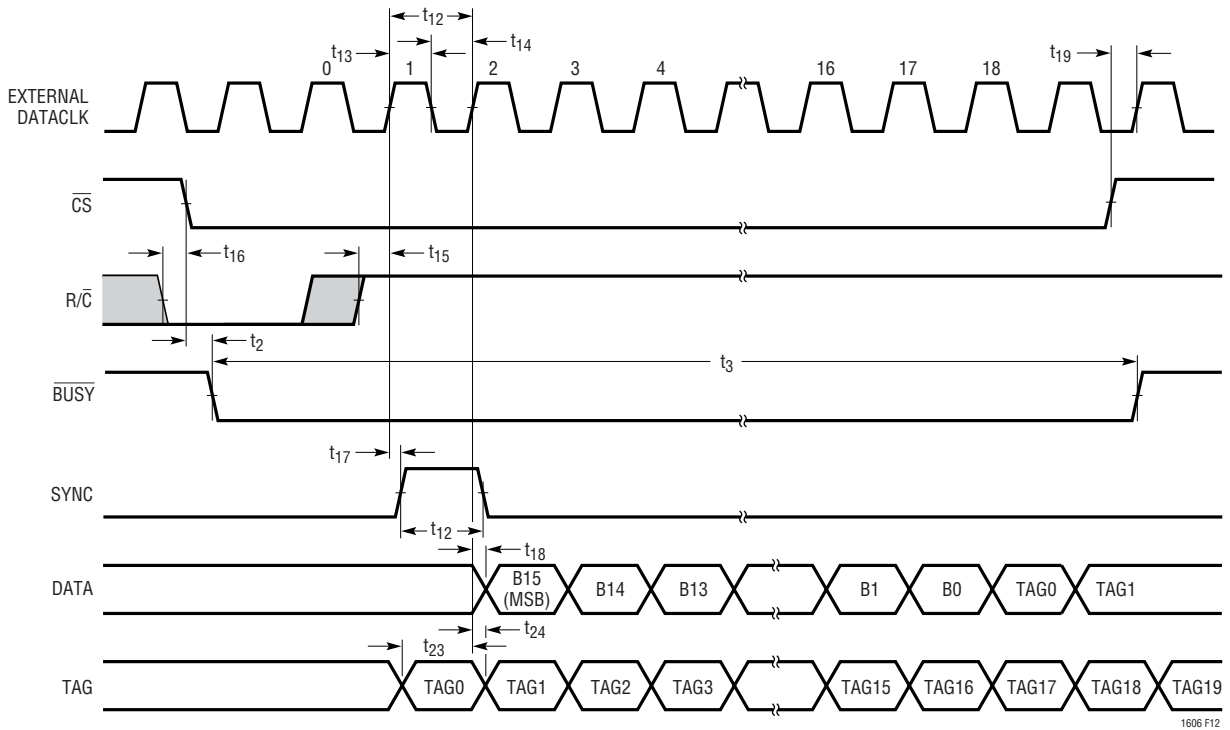 t12
t13
t14
t19
0 1 2 3 4 16 17 18
EXTERNAL
DATACLK
CS
t16
t15
R/C
t2
t3
BUSY
t17
SYNC
t12
t18
DATA
B15
(MSB)
B14 B13 B1 B0 TAG0 TAG1
t24
t23
TAG
TAG0 TAG1 TAG2 TAG3 TAG15 TAG16 TAG17 TAG18 TAG19
1606 F12